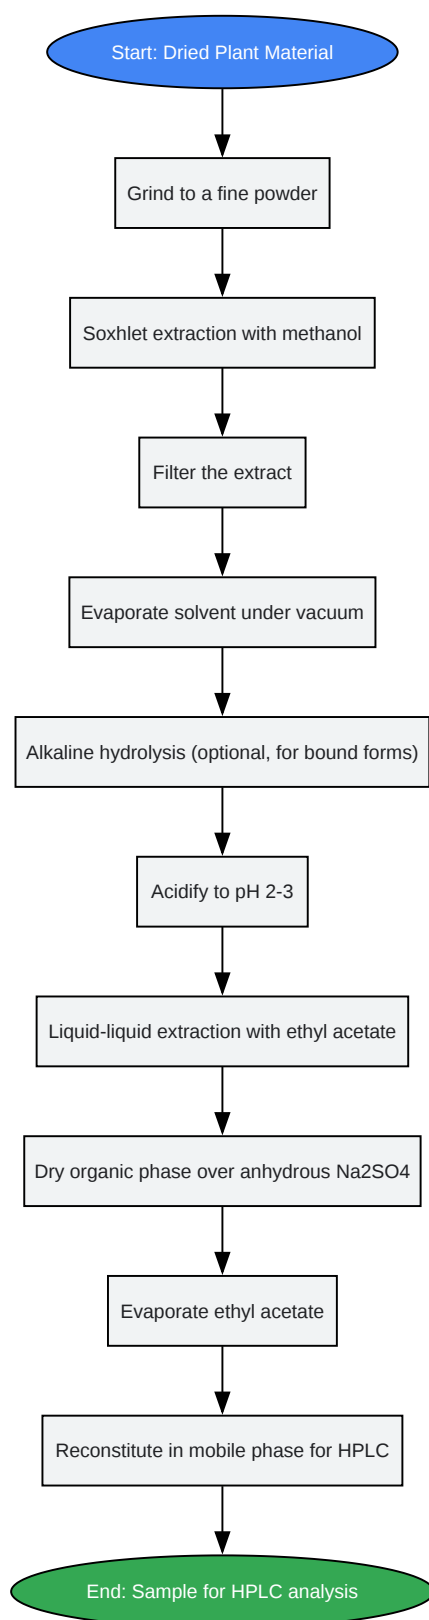 Start: Dried Plant Material
Grind to a fine powder
Soxhlet extraction with methanol
Filter the extract
Evaporate solvent under vacuum
Alkaline hydrolysis (optional, for bound forms)
Acidify to pH 2-3
Liquid-liquid extraction with ethyl acetate
Dry organic phase over anhydrous Na2SO4
Evaporate ethyl acetate
Reconstitute in mobile phase for HPLC
End: Sample for HPLC analysis